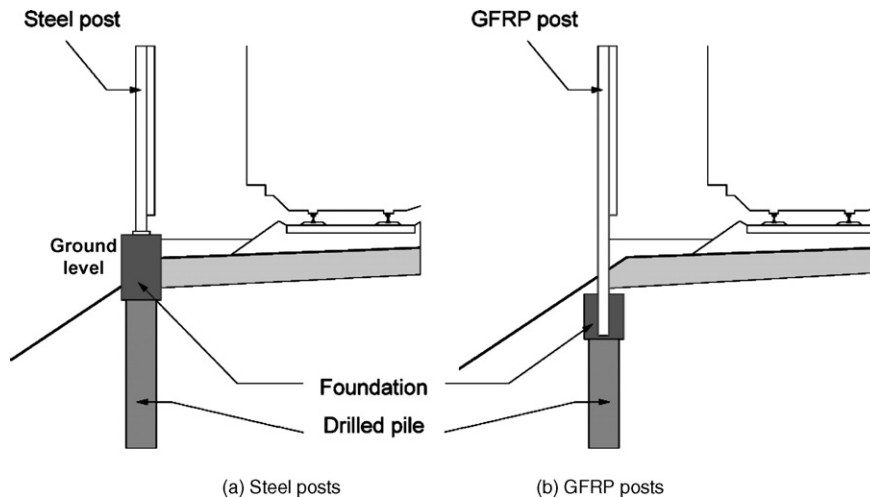 Steel post
GFRP post
Ground
level
Foundation
Drilled pile
(a) Steel posts
(b) GFRP posts